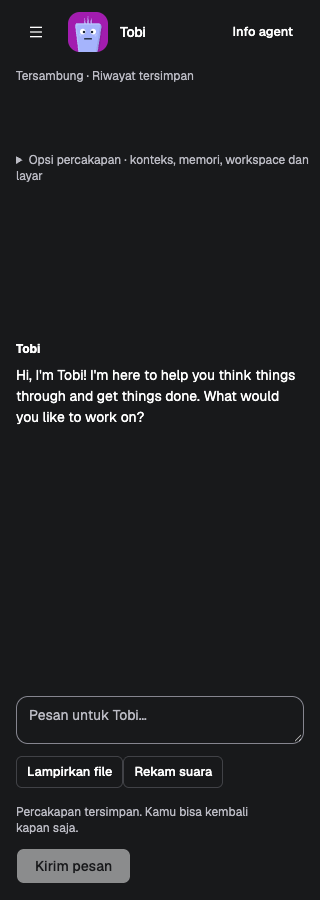 Tobi
Info agent
Tersambung · Riwayat tersimpan
Opsi percakapan · konteks, memori, workspace dan
layar
Tobi
Hi, I'm Tobi! I'm here to help you think things
through and get things done. What would
you like to work on?
Pesan untuk Tobi...
Lampirkan file
Rekam suara
Percakapan tersimpan. Kamu bisa kembali
kapan saja.
Kirim pesan